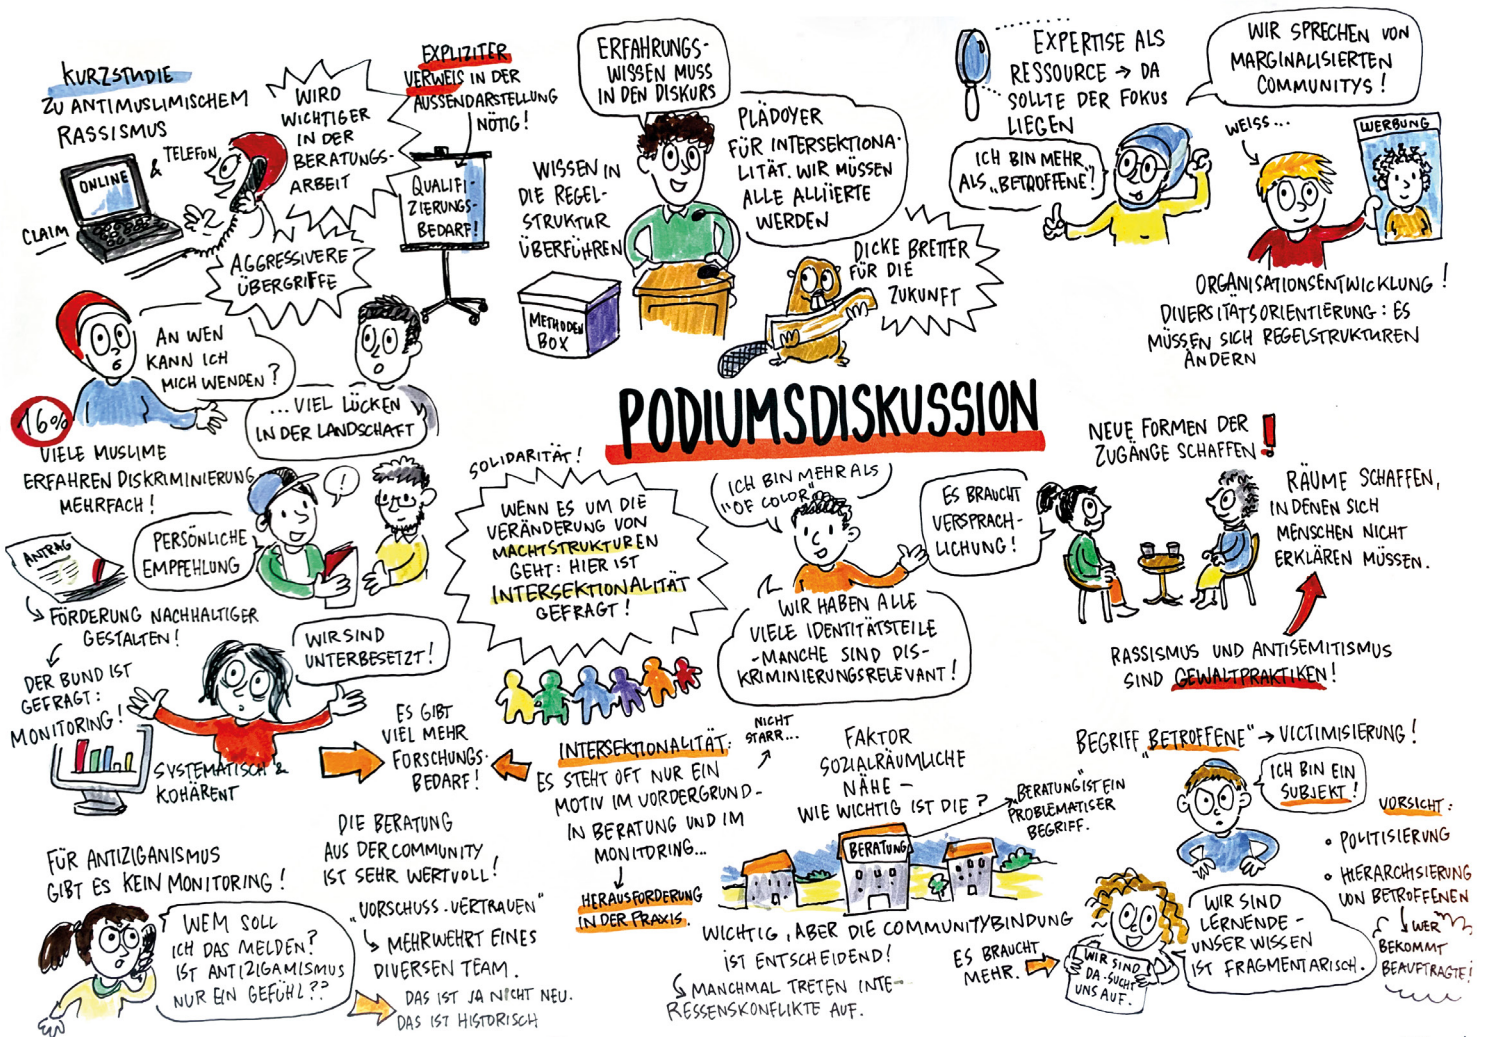 KURZSTUDIE
ZU ANTIMUSLIMISCHEM
RASSISMUS
ONLINE
& TELEFON
CLAIM
WIRD
WICHTIGER
IN DER
BERATUNGS-
ARBEIT
AGGRESSIVERE
ÜBERGRIFFE
EXPLIZITER
VERWEIS IN DER
AUSSENDARSTELLUNG
NÖTIG!
QUALIFI-
ZIERUNGS-
BEDARF!
AN WEN
KANN ICH
MICH WENDEN?
...VIEL LÜCKEN
IN DER LANDSCHAFT
16%
VIELE MUSLIME
ERFAHREN DISKRIMINIERUNG
MEHRFACH!
!
PERSÖNLICHE
EMPFEHLUNG
ANTRAG
FÖRDERUNG NACHHALTIGER
GESTALTEN!
DER BUND IST
GEFRAGT:
MONITORING!
WIR SIND
UNTERBESETZT!
SYSTEMATISCH &
KOHÄRENT
ES GIBT
VIEL MEHR
FORSCHUNGS-
BEDARF!
FÜR ANTIZIGANISMUS
GIBT ES KEIN MONITORING!
WEM SOLL
ICH DAS MELDEN?
IST ANTIZIGAMISMUS
NUR EIN GEFÜHL??
DIE BERATUNG
AUS DER COMMUNITY
IST SEHR WERTVOLL!
"VORSCHUSS-VERTRAUEN"
MEHRWEHRT EINES
DIVERSEN TEAM.
DAS IST JA NICHT NEU.
DAS IST HISTORISCH
ERFAHRUNGS-
WISSEN MUSS
IN DEN DISKURS
WISSEN IN
DIE REGEL-
STRUKTUR
ÜBERFÜHREN
METHODEN
BOX
PLÄDOYER
FÜR INTERSEKTIONA-
LITÄT. WIR MÜSSEN
ALLE ALLIIERTE
WERDEN
DICKE BRETTER
FÜR DIE
ZUKUNFT
PODIUMSDISKUSSION
SOLIDARITÄT!
WENN ES UM DIE
VERÄNDERUNG VON
MACHTSTRUKTUREN
GEHT: HIER IST
INTERSEKTIONALITÄT
GEFRAGT!
ICH BIN MEHR ALS
"OF COLOR"
WIR HABEN ALLE
VIELE IDENTITÄTSTEILE
-MANCHE SIND DIS-
KRIMINIERUNGSRELEVANT!
INTERSEKTIONALITÄT:
ES STEHT OFT NUR EIN
MOTIV IM VORDERGRUND-
IN BERATUNG UND IM
MONITORING...
NICHT
STARR...
HERAUSFORDERUNG
IN DER PRAXIS.
FAKTOR
SOZIALRÄUMLICHE
NÄHE -
WIE WICHTIG IST DIE?
"BERATUNG" IST EIN
PROBLEMATISER
BEGRIFF.
BERATUNG
WICHTIG, ABER DIE COMMUNITYBINDUNG
IST ENTSCHEIDEND!
MANCHMAL TRETEN INTE-
RESSENSKONFLIKTE AUF.
EXPERTISE ALS
RESSOURCE → DA
SOLLTE DER FOKUS
LIEGEN
WIR SPRECHEN VON
MARGINALISIERTEN
COMMUNITYS!
ICH BIN MEHR
ALS "BETROFFENE"!
WEISS...
WERBUNG
ORGANISATIONSENTWICKLUNG!
DIVERSITÄTSORIENTIERUNG: ES
MÜSSEN SICH REGELSTRUKTUREN
ÄNDERN
NEUE FORMEN DER
ZUGÄNGE SCHAFFEN!
ES BRAUCHT
VERSPRACH-
LICHUNG!
RÄUME SCHAFFEN,
IN DENEN SICH
MENSCHEN NICHT
ERKLÄREN MÜSSEN.
RASSISMUS UND ANTISEMITISMUS
SIND GEWALTPRAKTIKEN!
BEGRIFF "BETROFFENE" → VICTIMISIERUNG!
ICH BIN EIN
SUBJEKT!
VORSICHT:
• POLITISIERUNG
• HIERARCHISIERUNG
VON BETROFFENEN
WER
BEKOMMT
BEAUFTRAGTE!
WIR SIND
LERNENDE -
UNSER WISSEN
IST FRAGMENTARISCH.
ES BRAUCHT
MEHR.
WIR SIND
DA-SUCHT
UNS AUF.